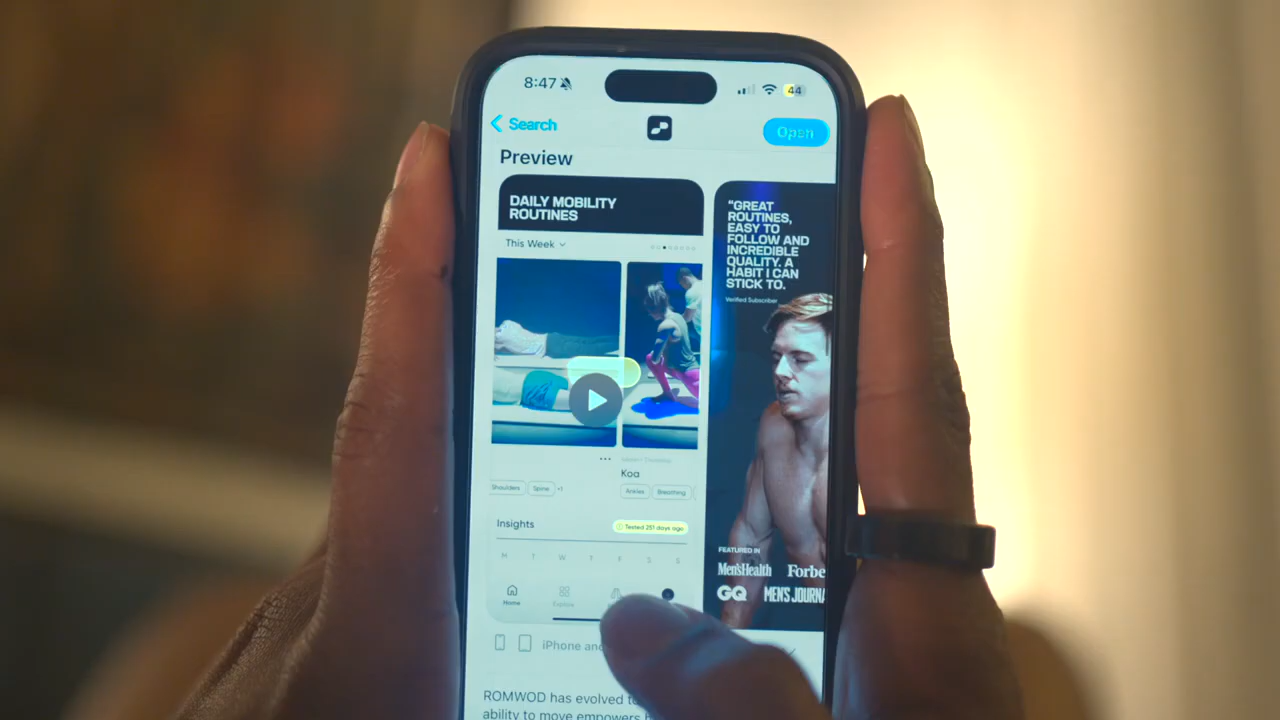 8:47
44
Search
Open
Preview
DAILY MOBILITY
ROUTINES
This Week
Koa
Shoulders
Spine
+1
Ankles
Breathing
Insights
Tested 251 days ago
M T W T F S S
Home
Explore
"GREAT
ROUTINES,
EASY TO
FOLLOW AND
INCREDIBLE
QUALITY. A
HABIT I CAN
STICK TO.
Verified Subscriber
FEATURED IN
Men'sHealth
Forbe
GQ
MEN'S JOURNA
iPhone and
ROMWOD has evolved to
ability to move empowers